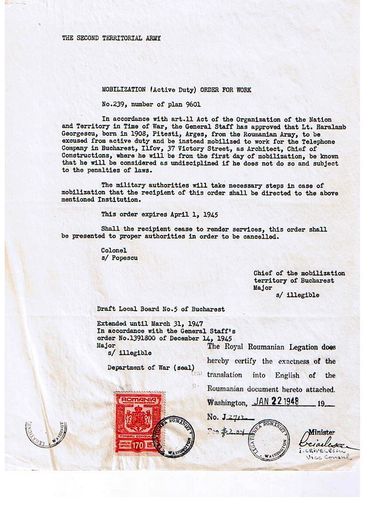 THE SECOND TERRITORIAL ARMY
MOBILIZATION (Active Duty) ORDER FOR WORK
No.239, number of plan 9601
In accordance with art.11 Act of the Organization of the Nation
and Territory in Time of War, the General Staff has approved that Lt. Haralamb
Georgescu, born in 1908, Pitesti, Arges, from the Roumanian Army, to be
excused from active duty and be instead mobilised to work for the Telephone
Company in Bucharest, Ilfov, 37 Victory Street, as Architect, Chief of
Constructions, where he will be from the first day of mobilization, be known
that he will be considered as undisciplined if he does not do so and subject
to the penalties of laws.
The military authorities will take necessary steps in case of
mobilization that the recipient of this order shall be directed to the above
mentioned Institution.
This order expires April 1, 1945
Shall the recipient cease to render services, this order shall
be presented to proper authorities in order to be cancelled.
Colonel
s/ Popescu
Chief of the mobilization
territory of Bucharest
Major
s/ illegible
Draft Local Board No.5 of Bucharest
Extended until March 31, 1947
In accordance with the General Staff's
order No.1391800 of December 14, 1945
Major
s/ illegible
Department of War (seal)
The Royal Roumanian Legation does
hereby certify the exactness of the
translation into English of the
Roumanian document hereto attached.
Washington, JAN 22 1948 19
No.
ROMANIA
170
WASHINGTON
WASHINGTON
Minister
Vice Consul